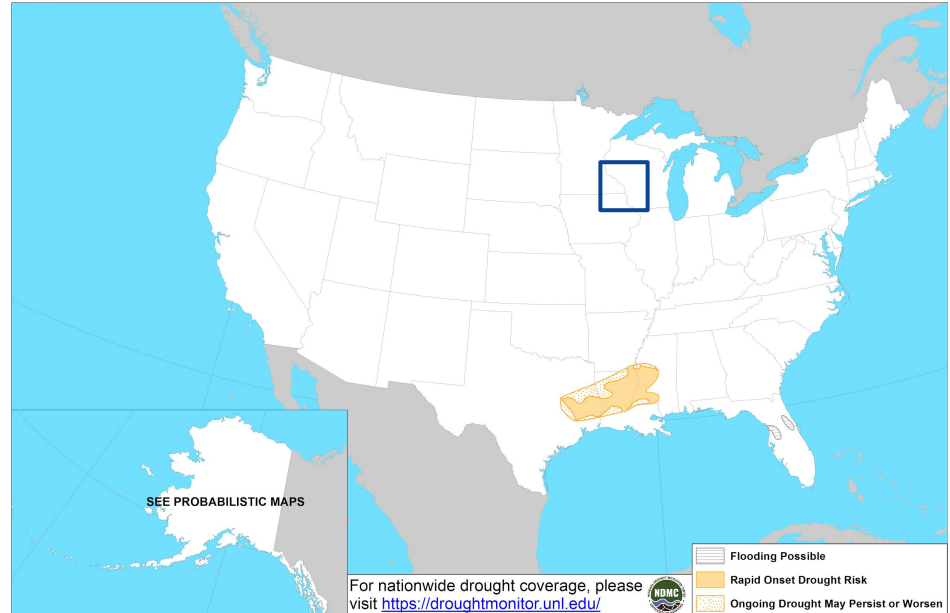 SEE PROBABILISTIC MAPS
For nationwide drought coverage, please
visit https://droughtmonitor.unl.edu/
NDMC
Flooding Possible
Rapid Onset Drought Risk
Ongoing Drought May Persist or Worsen